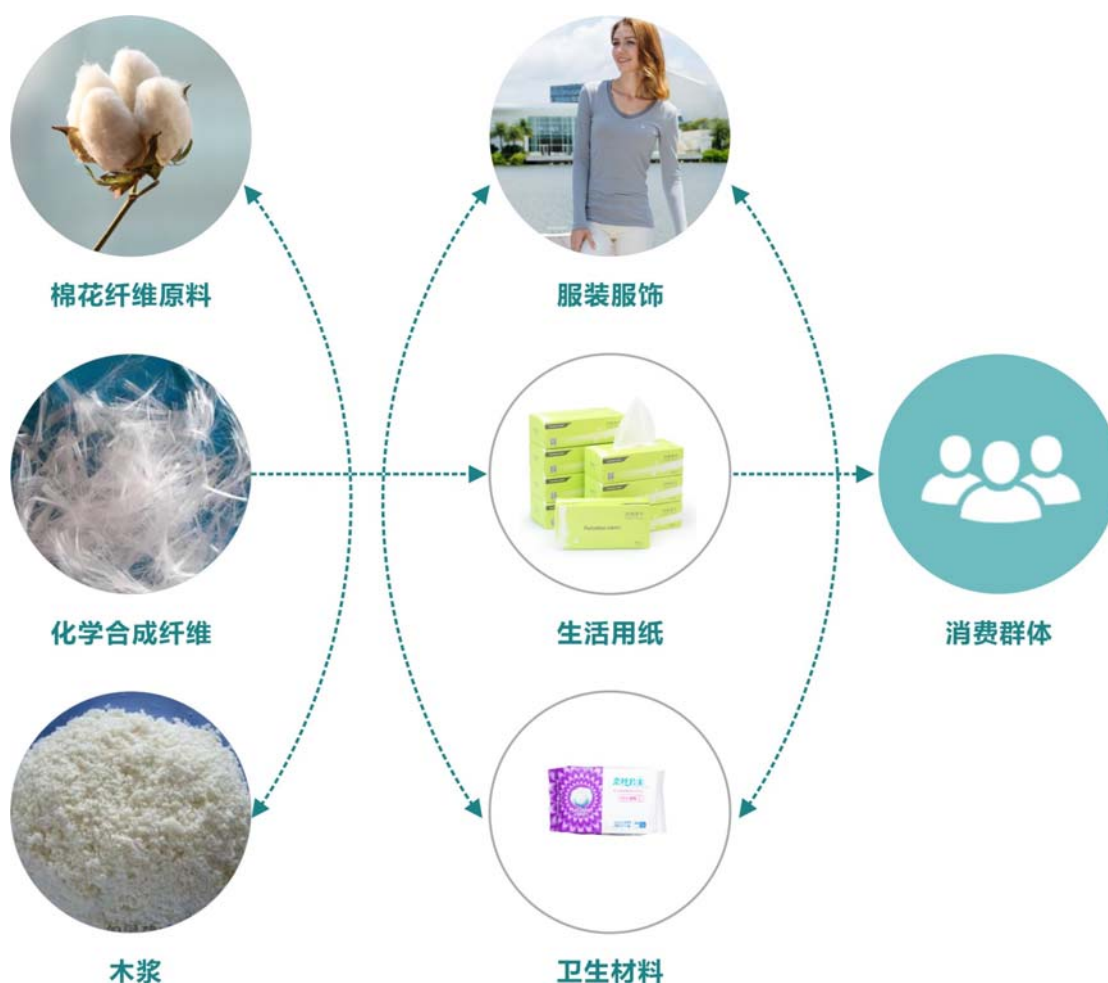 棉花纤维原料
服装服饰
化学合成纤维
生活用纸
消费群体
木浆
卫生材料